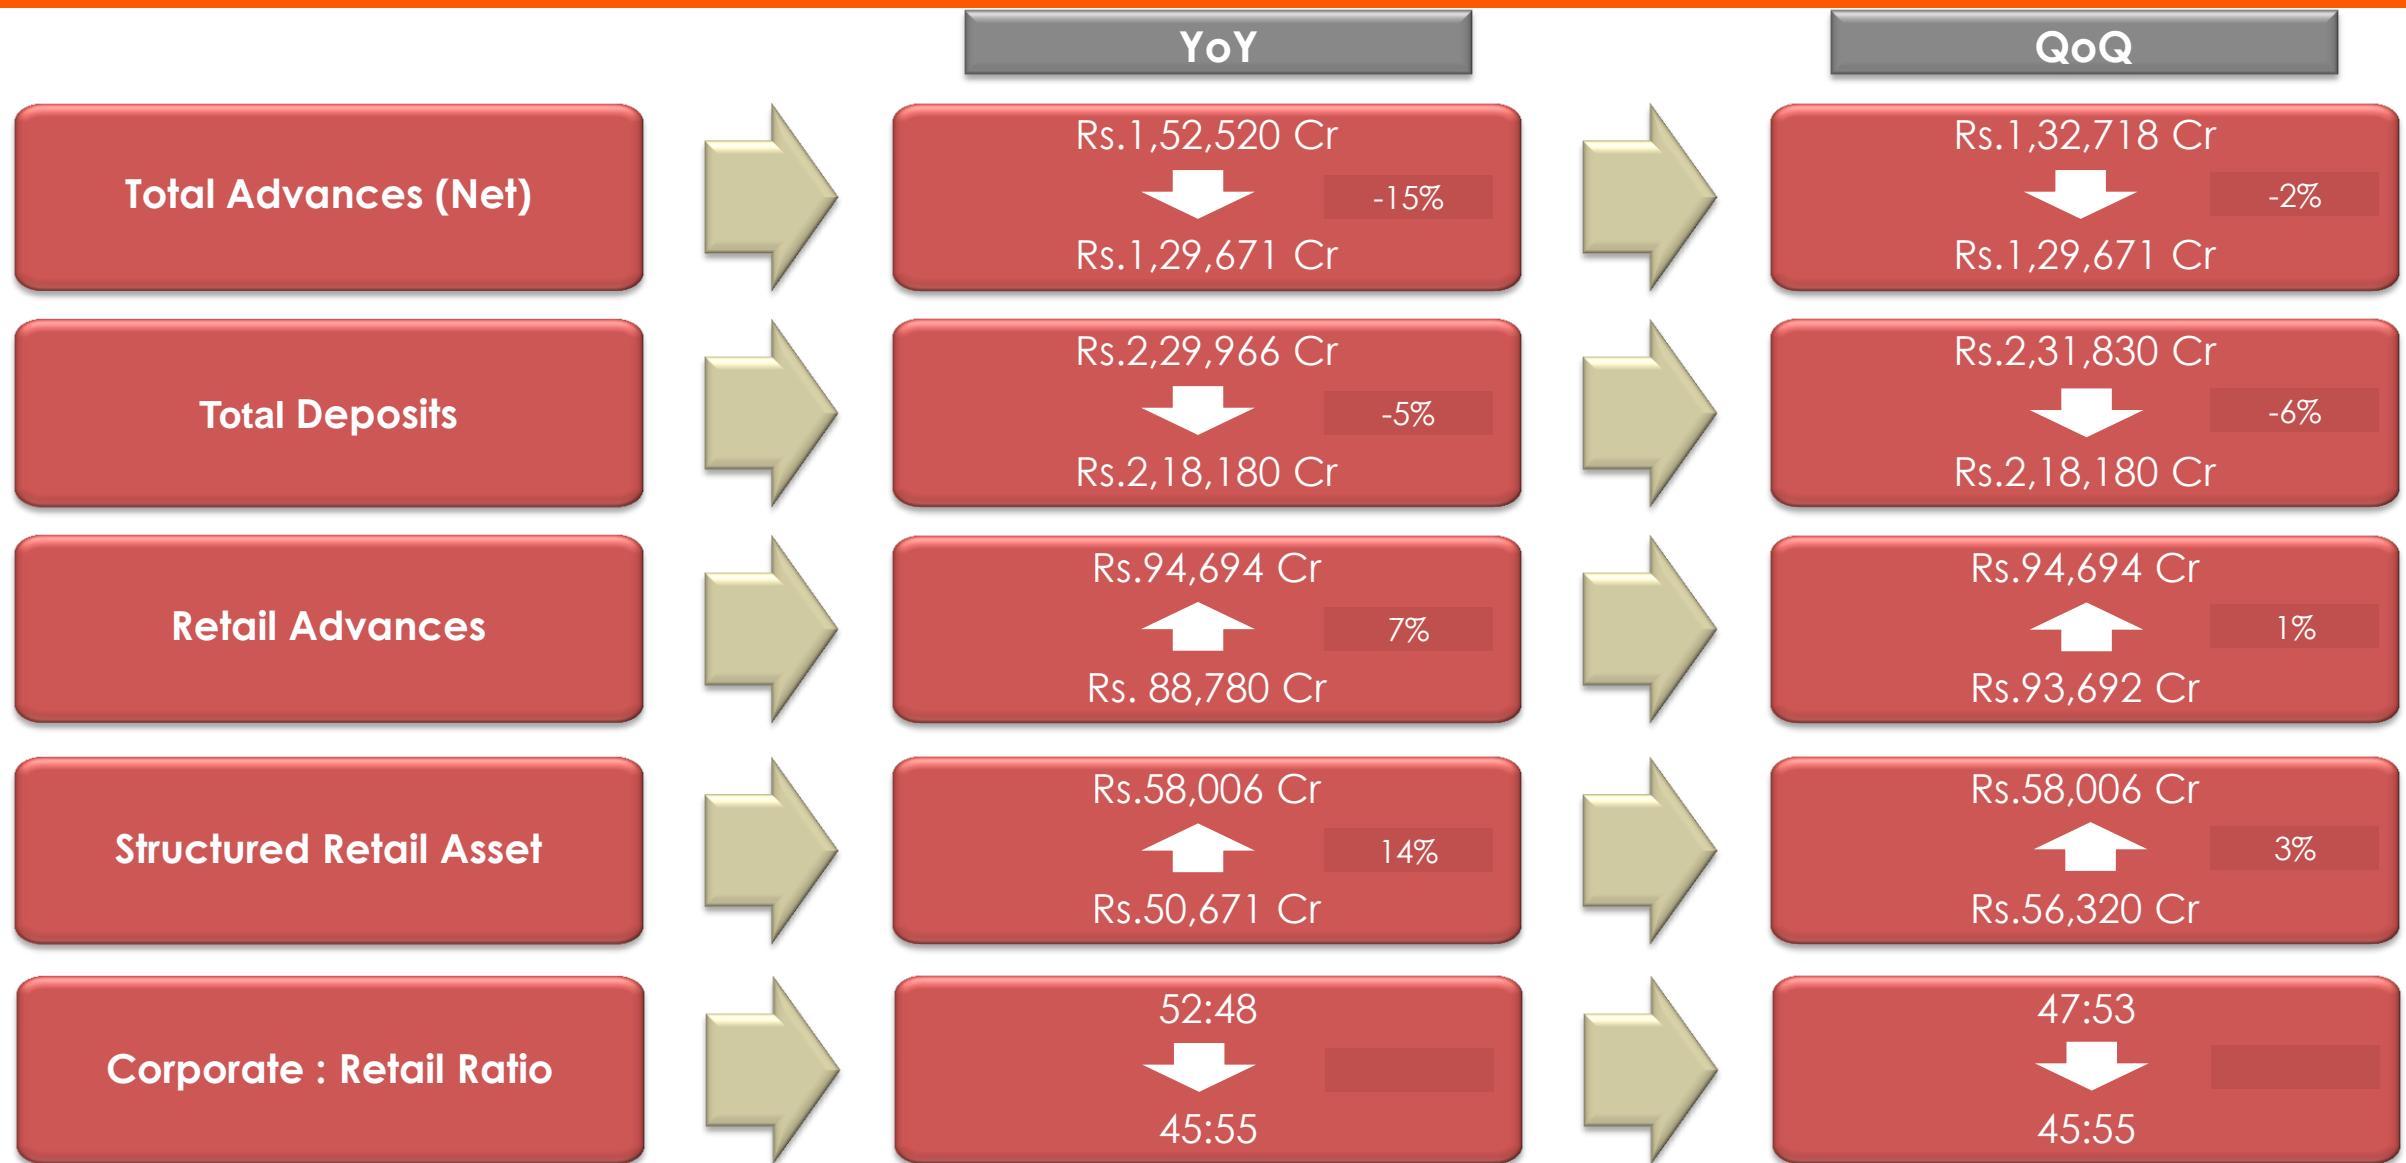 YoY
QoQ
Total Advances (Net)
Rs.1,52,520 Cr
-15%
Rs.1,29,671 Cr
Rs.1,32,718 Cr
-2%
Rs.1,29,671 Cr
Total Deposits
Rs.2,29,966 Cr
-5%
Rs.2,18,180 Cr
Rs.2,31,830 Cr
-6%
Rs.2,18,180 Cr
Retail Advances
Rs.94,694 Cr
7%
Rs. 88,780 Cr
Rs.94,694 Cr
1%
Rs.93,692 Cr
Structured Retail Asset
Rs.58,006 Cr
14%
Rs.50,671 Cr
Rs.58,006 Cr
3%
Rs.56,320 Cr
Corporate : Retail Ratio
52:48
45:55
47:53
45:55